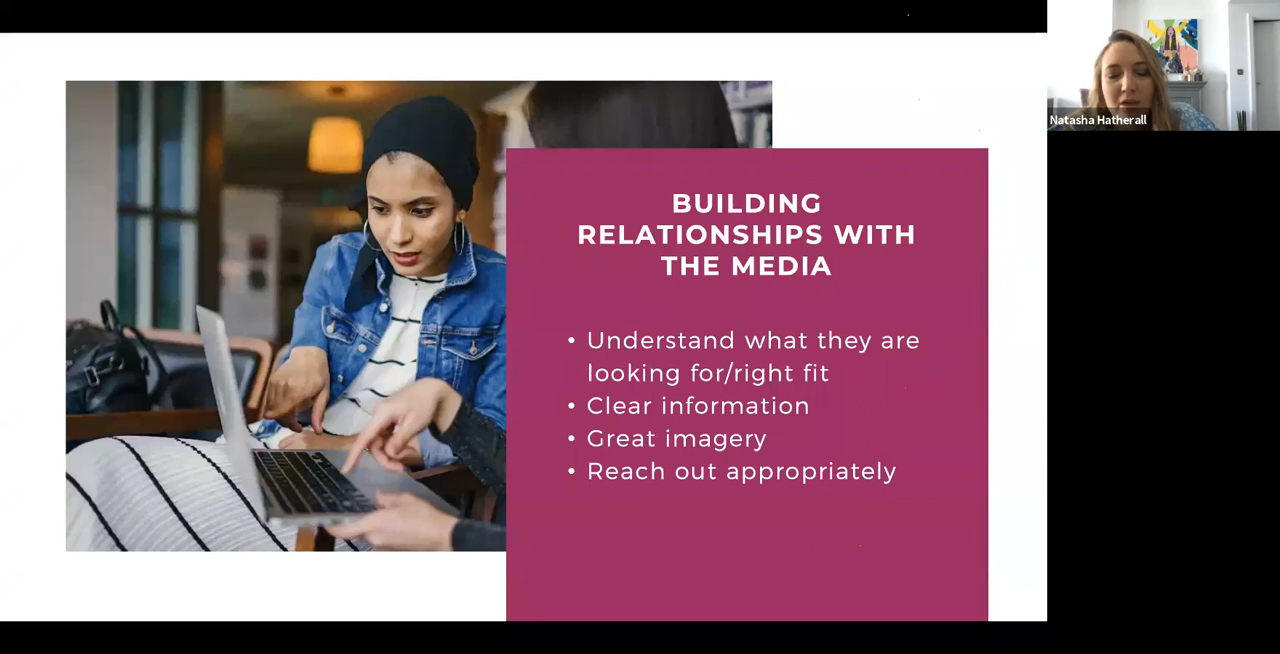 BUILDING
RELATIONSHIPS WITH
THE MEDIA
• Understand what they are
looking for/right fit
• Clear information
• Great imagery
• Reach out appropriately
Natasha Hatherall